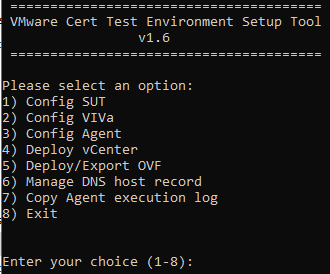 =======================================
VMware Cert Test Environment Setup Tool
v1.6
=======================================
Please select an option:
1) Config SUT
2) Config VIVa
3) Config Agent
4) Deploy vCenter
5) Deploy/Export OVF
6) Manage DNS host record
7) Copy Agent execution log
8) Exit
Enter your choice (1-8):